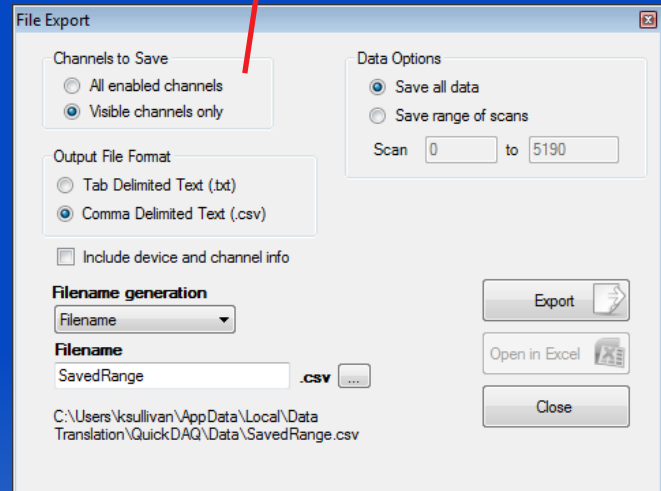 File Export
Channels to Save
All enabled channels
Visible channels only
Data Options
Save all data
Save range of scans
Scan 0 to 5190
Output File Format
Tab Delimited Text (.txt)
Comma Delimited Text (.csv)
Include device and channel info
Filename generation
Filename
Filename
SavedRange .csv ...
C:\Users\ksullivan\AppData\Local\Data
Translation\QuickDAQ\Data\SavedRange.csv
Export
Open in Excel
Close